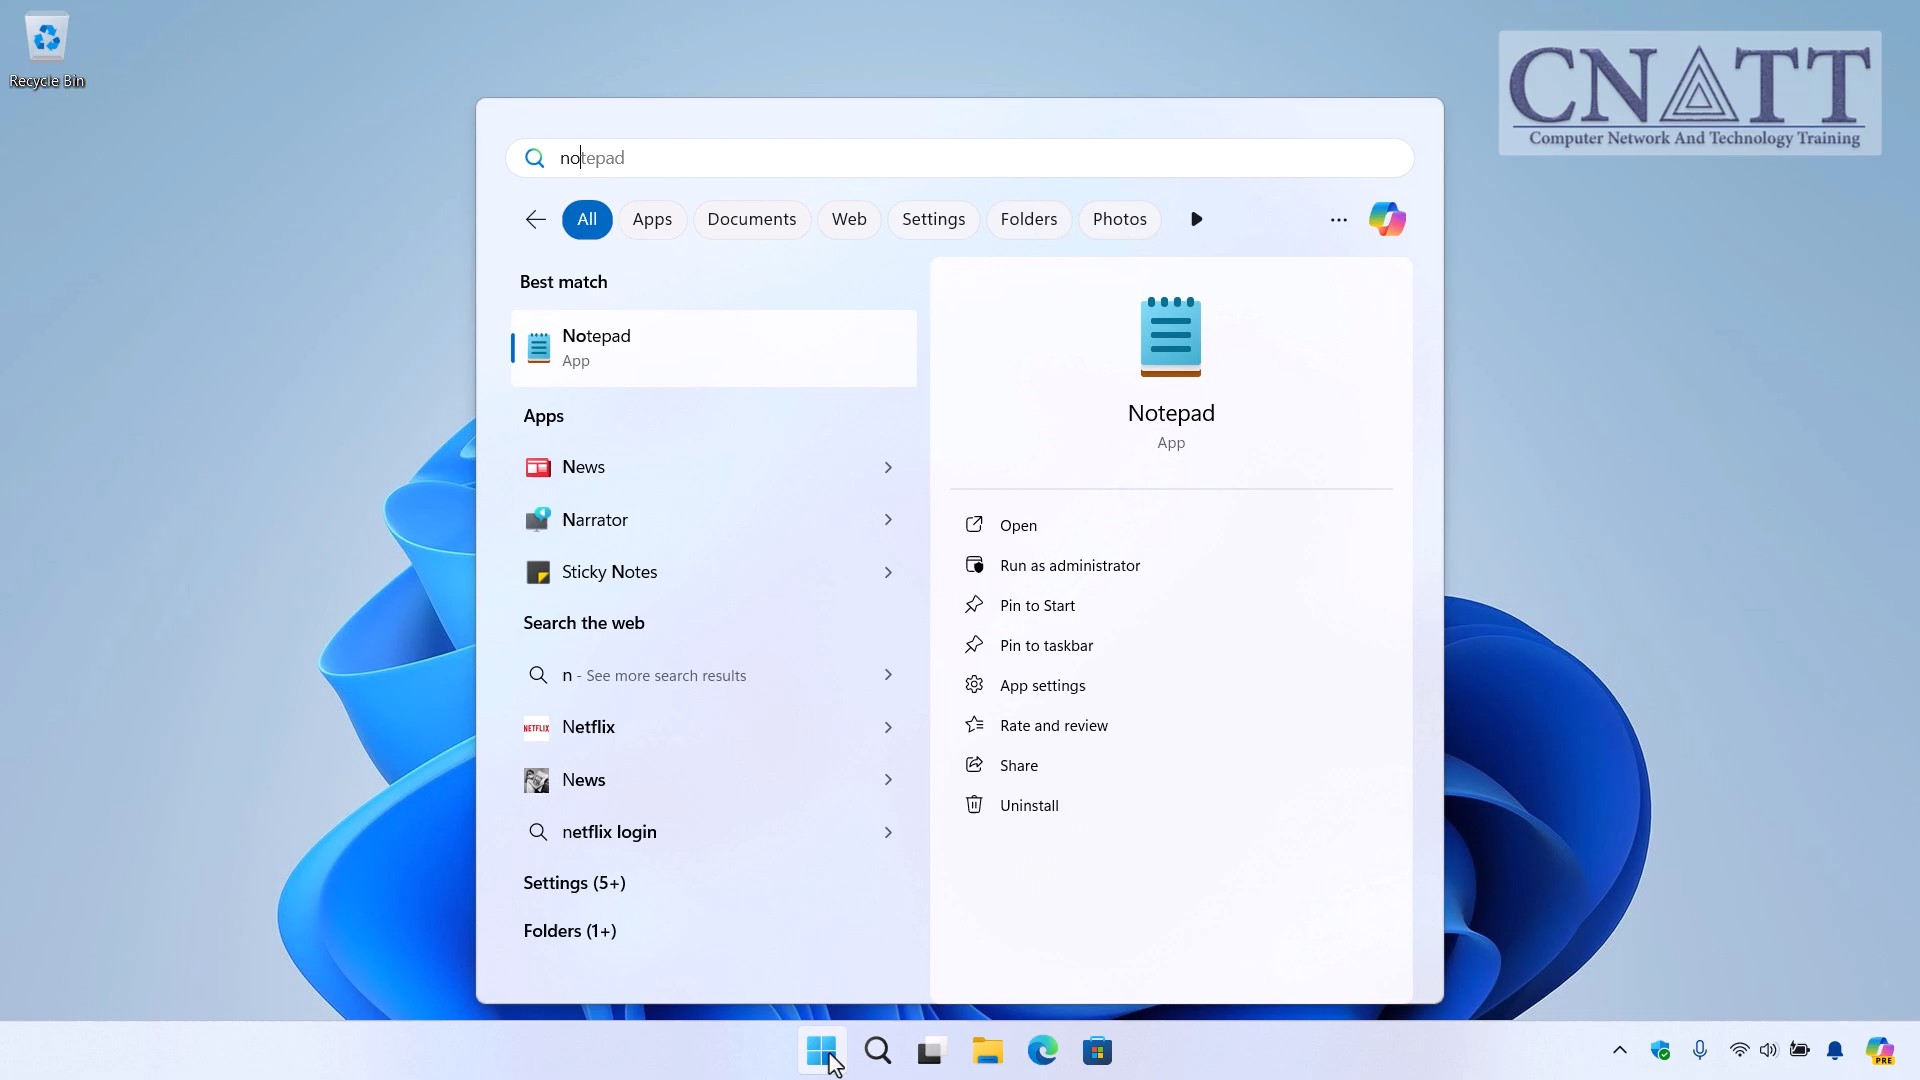 Recycle Bin
CNATT
Computer Network And Technology Training
notepad
All
Apps
Documents
Web
Settings
Folders
Photos
Best match
Notepad
App
Apps
News
Narrator
Sticky Notes
Search the web
n - See more search results
NETFLIX
Netflix
News
netflix login
Settings (5+)
Folders (1+)
Notepad
App
Open
Run as administrator
Pin to Start
Pin to taskbar
App settings
Rate and review
Share
Uninstall
PRE